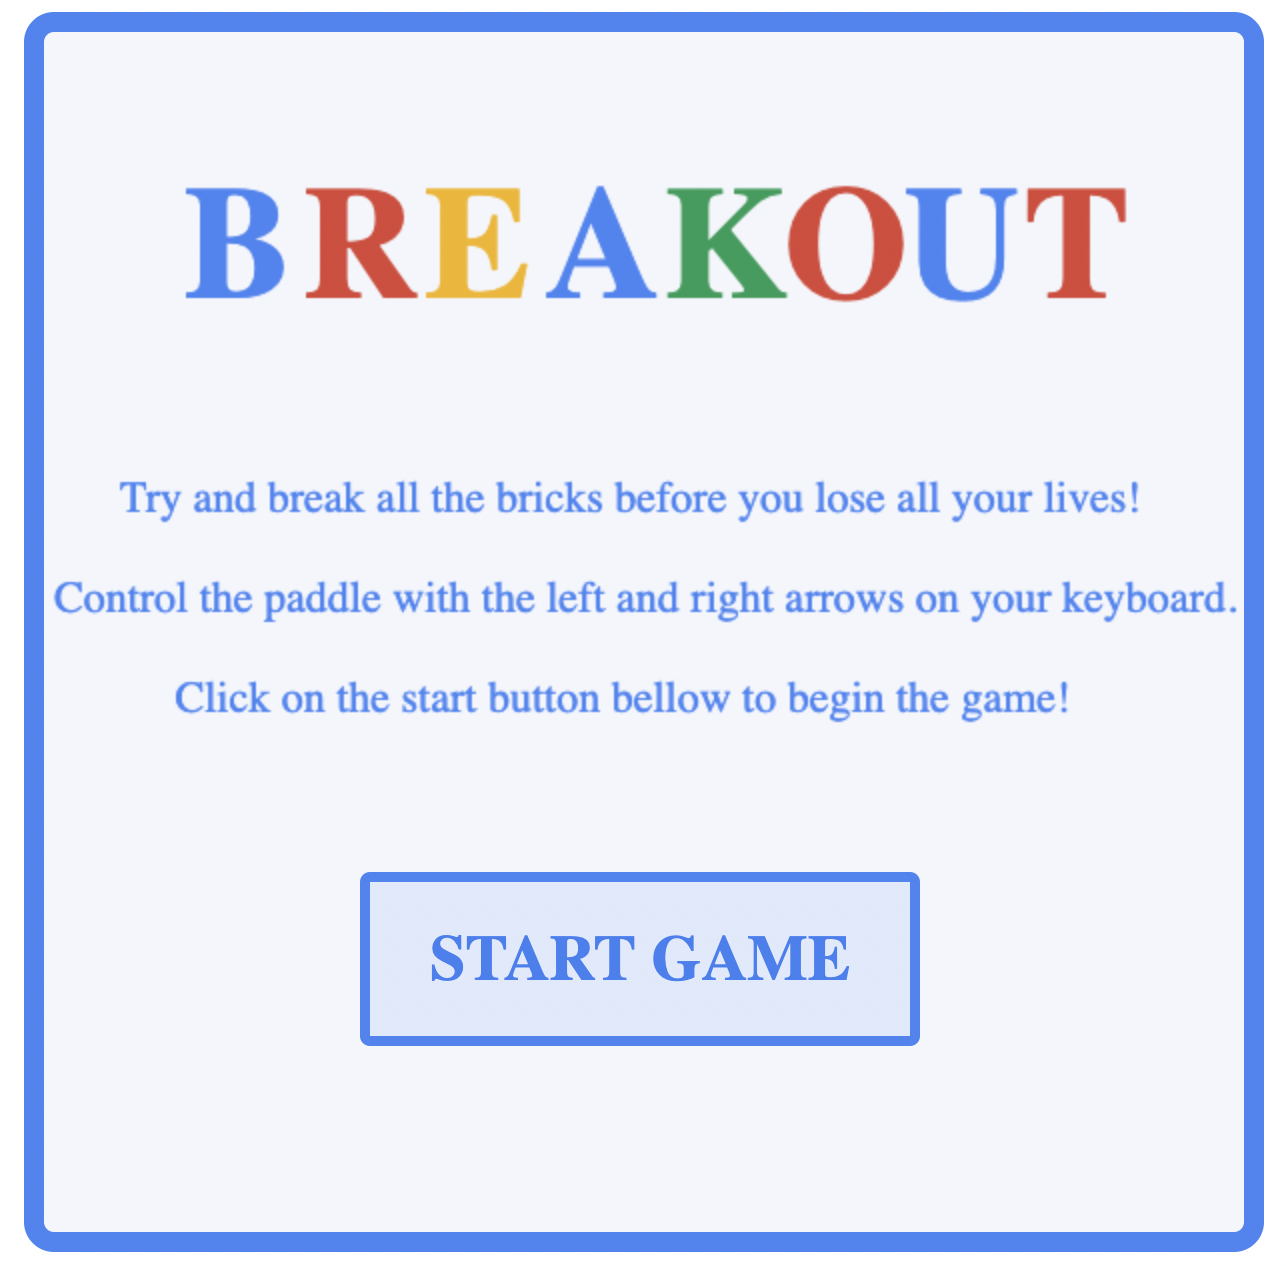 BREAKOUT
Try and break all the bricks before you lose all your lives!
Control the paddle with the left and right arrows on your keyboard.
Click on the start button bellow to begin the game!
START GAME